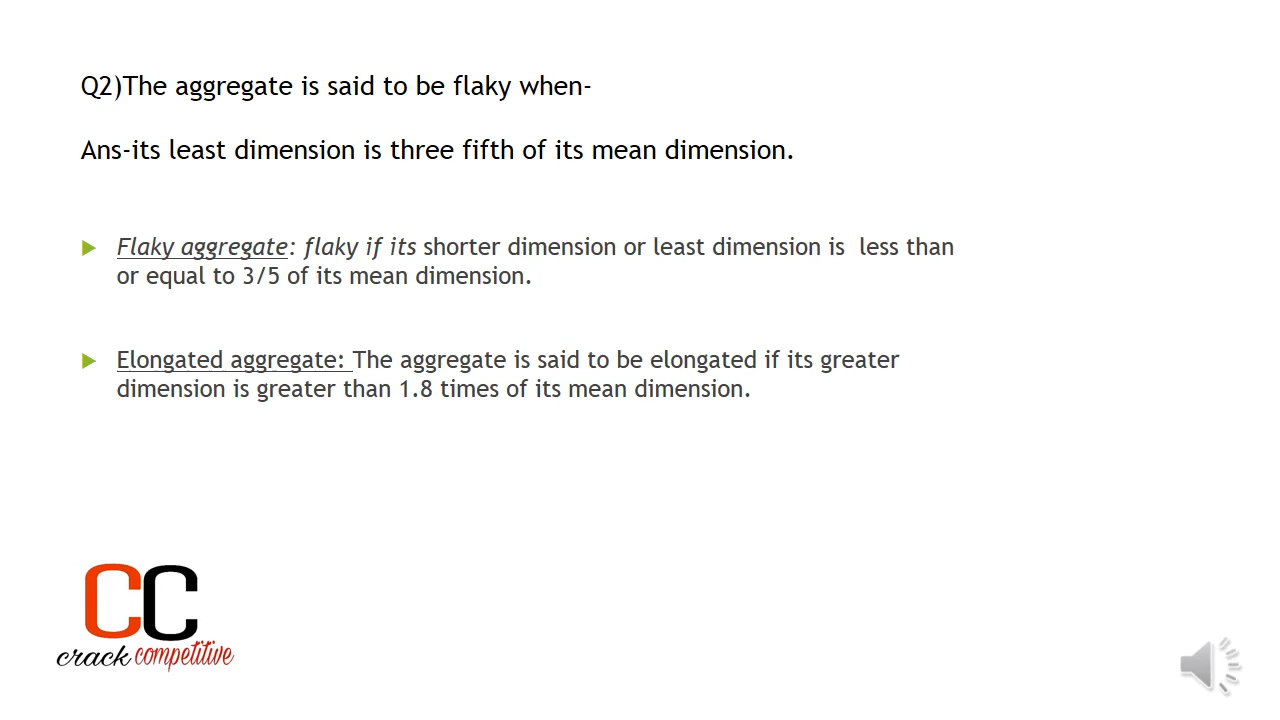 Q2)The aggregate is said to be flaky when-
Ans-its least dimension is three fifth of its mean dimension.
Flaky aggregate: flaky if its shorter dimension or least dimension is  less than
or equal to 3/5 of its mean dimension.
Elongated aggregate: The aggregate is said to be elongated if its greater
dimension is greater than 1.8 times of its mean dimension.
CC
crack competitive